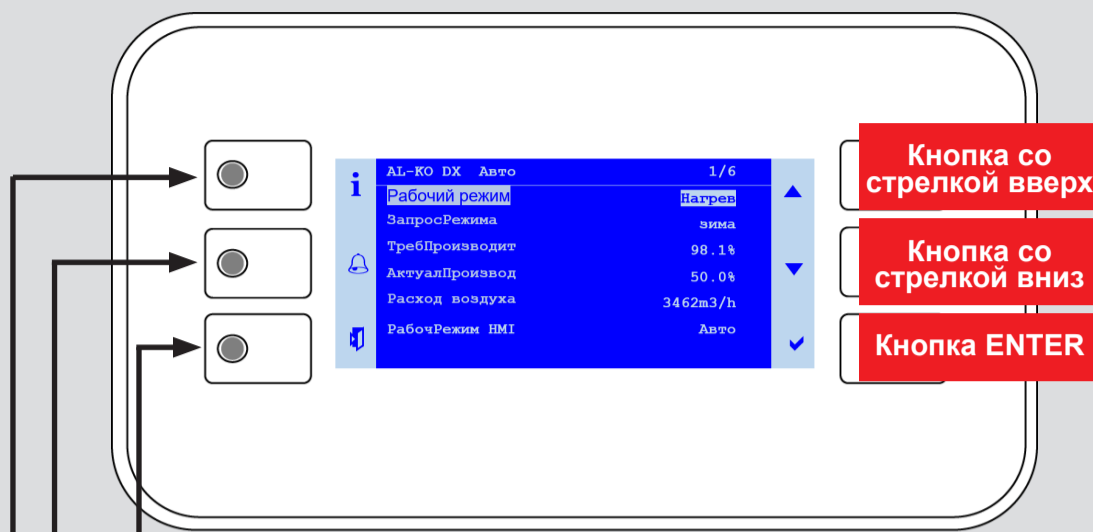 AL-KO DX Авто 1/6
Рабочий режим Нагрев
ЗапросРежима зима
ТребПроизводит 98.1%
АктуалПроизвод 50.0%
Расход воздуха 3462m3/h
РабочРежим HMI Авто
Кнопка со
стрелкой вверх
Кнопка со
стрелкой вниз
Кнопка ENTER